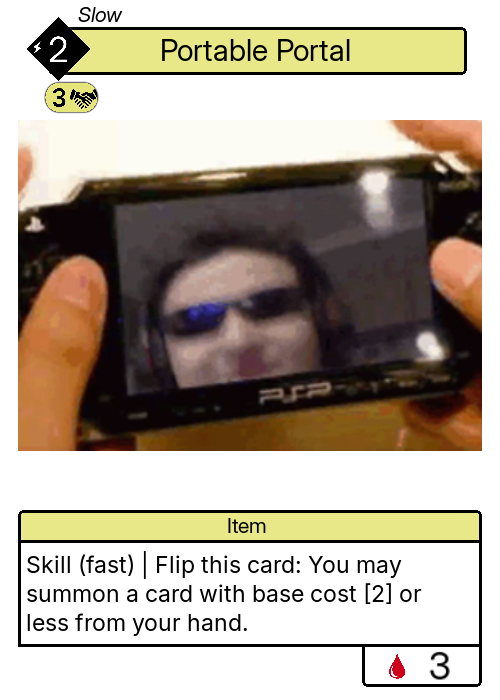 Slow
2
Portable Portal
3
PSP
Item
Skill (fast) | Flip this card: You may
summon a card with base cost [2] or
less from your hand.
3